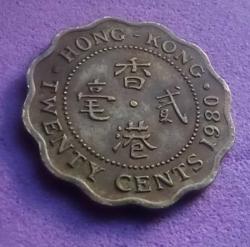 HONG · KONG
香
貳 毫
港
TWENTY CENTS 1980